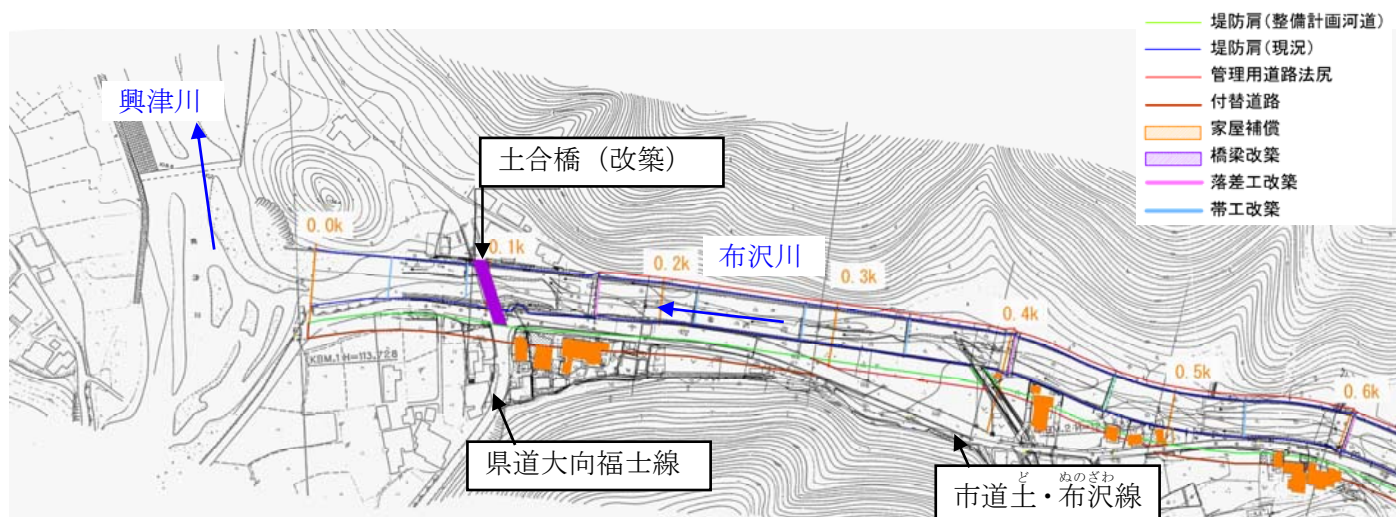 堤防肩(整備計画河道)
堤防肩(現況)
管理用道路法尻
付替道路
家屋補償
橋梁改築
落差工改築
帯工改築
興津川
土合橋（改築）
布沢川
0.0k
0.1k
0.2k
0.3k
0.4k
0.5k
0.6k
KBM.1 H=113.728
県道大向福士線
ど ぬのざわ
市道土・布沢線